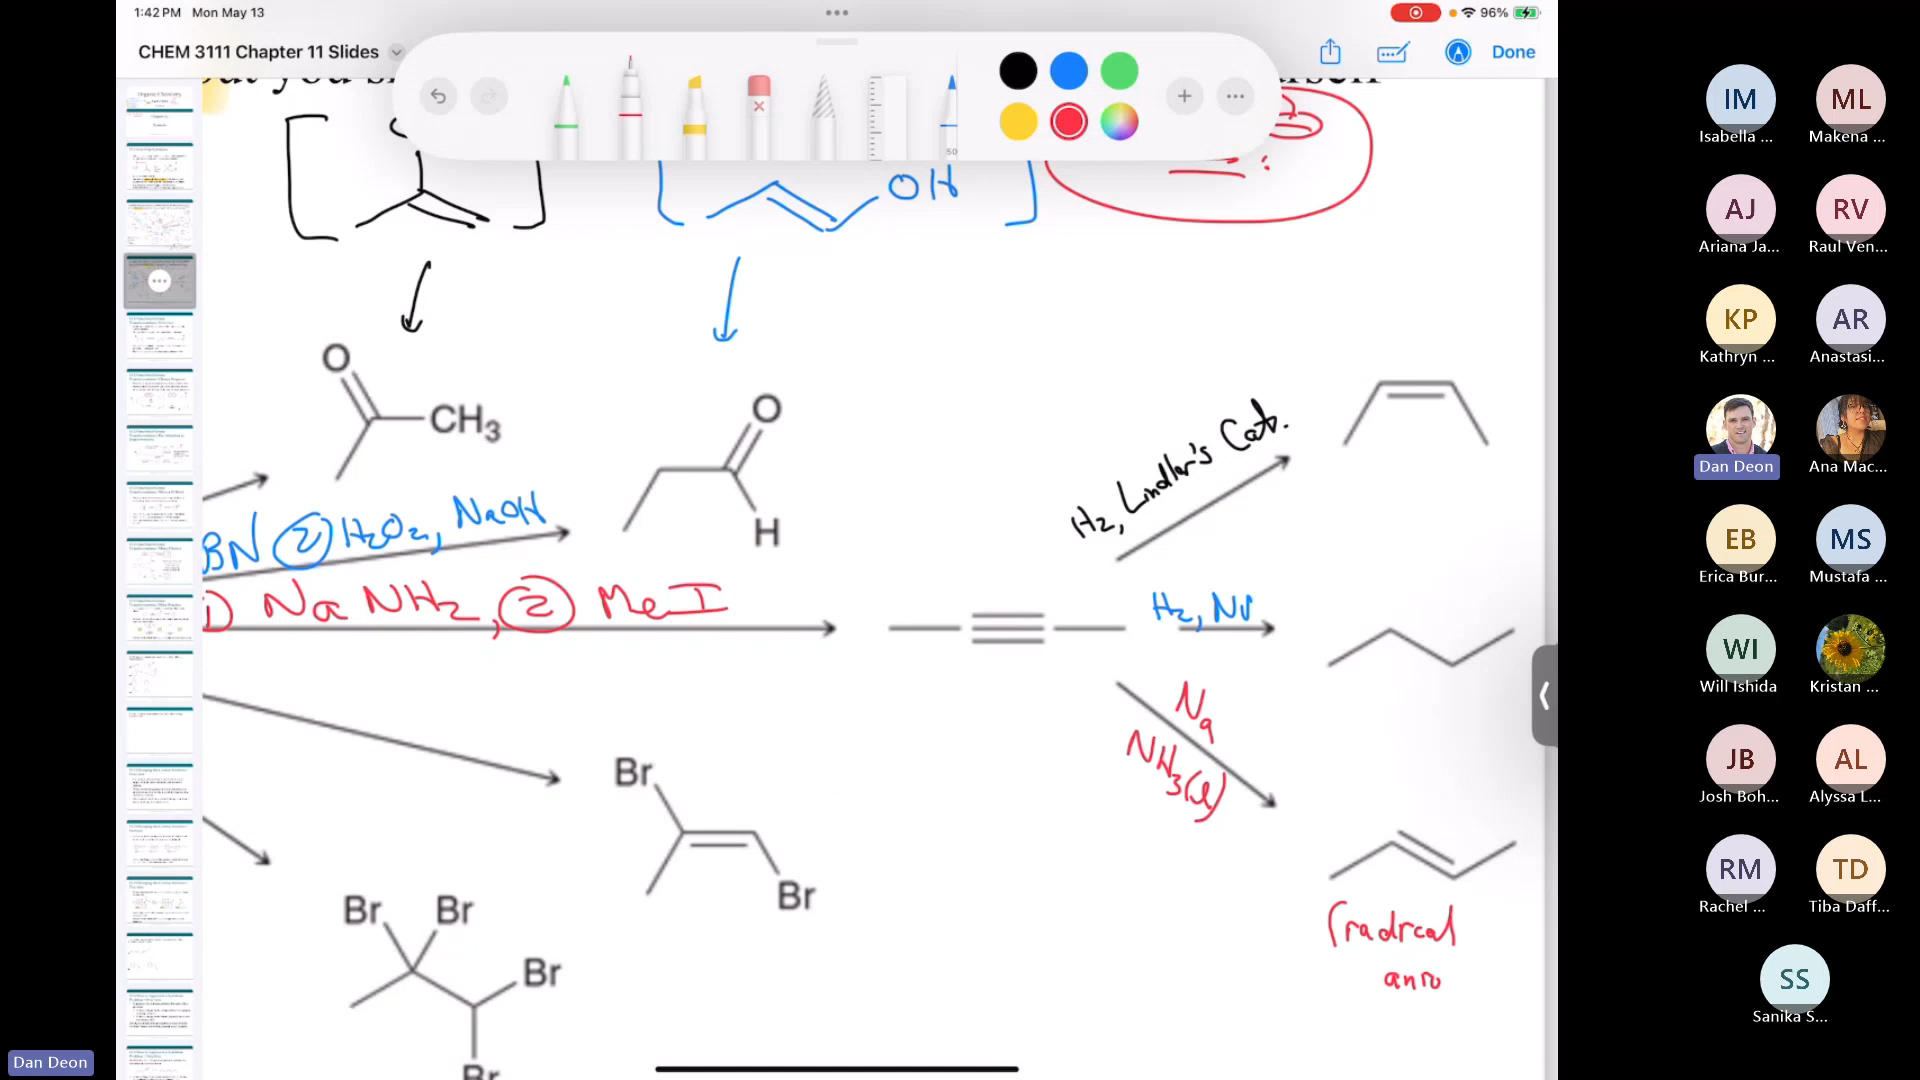 1:42 PM Mon May 13
96%
CHEM 3111 Chapter 11 Slides
Done
50
OH
O
CH3
O
H
BN ② H2O2, NaOH
1) NaNH2, ② MeI
H2, Lindlar's Cat.
H2, Ni
Na
NH3(l)
Br
Br
Br
Br
Br
Br
[radical
anio
IM
Isabella ...
ML
Makena ...
AJ
Ariana Ja...
RV
Raul Ven...
KP
Kathryn ...
AR
Anastasi...
Dan Deon
Ana Mac...
EB
Erica Bur...
MS
Mustafa ...
WI
Will Ishida
Kristan ...
JB
Josh Boh...
AL
Alyssa L...
RM
Rachel ...
TD
Tiba Daff...
SS
Sanika S...
Dan Deon